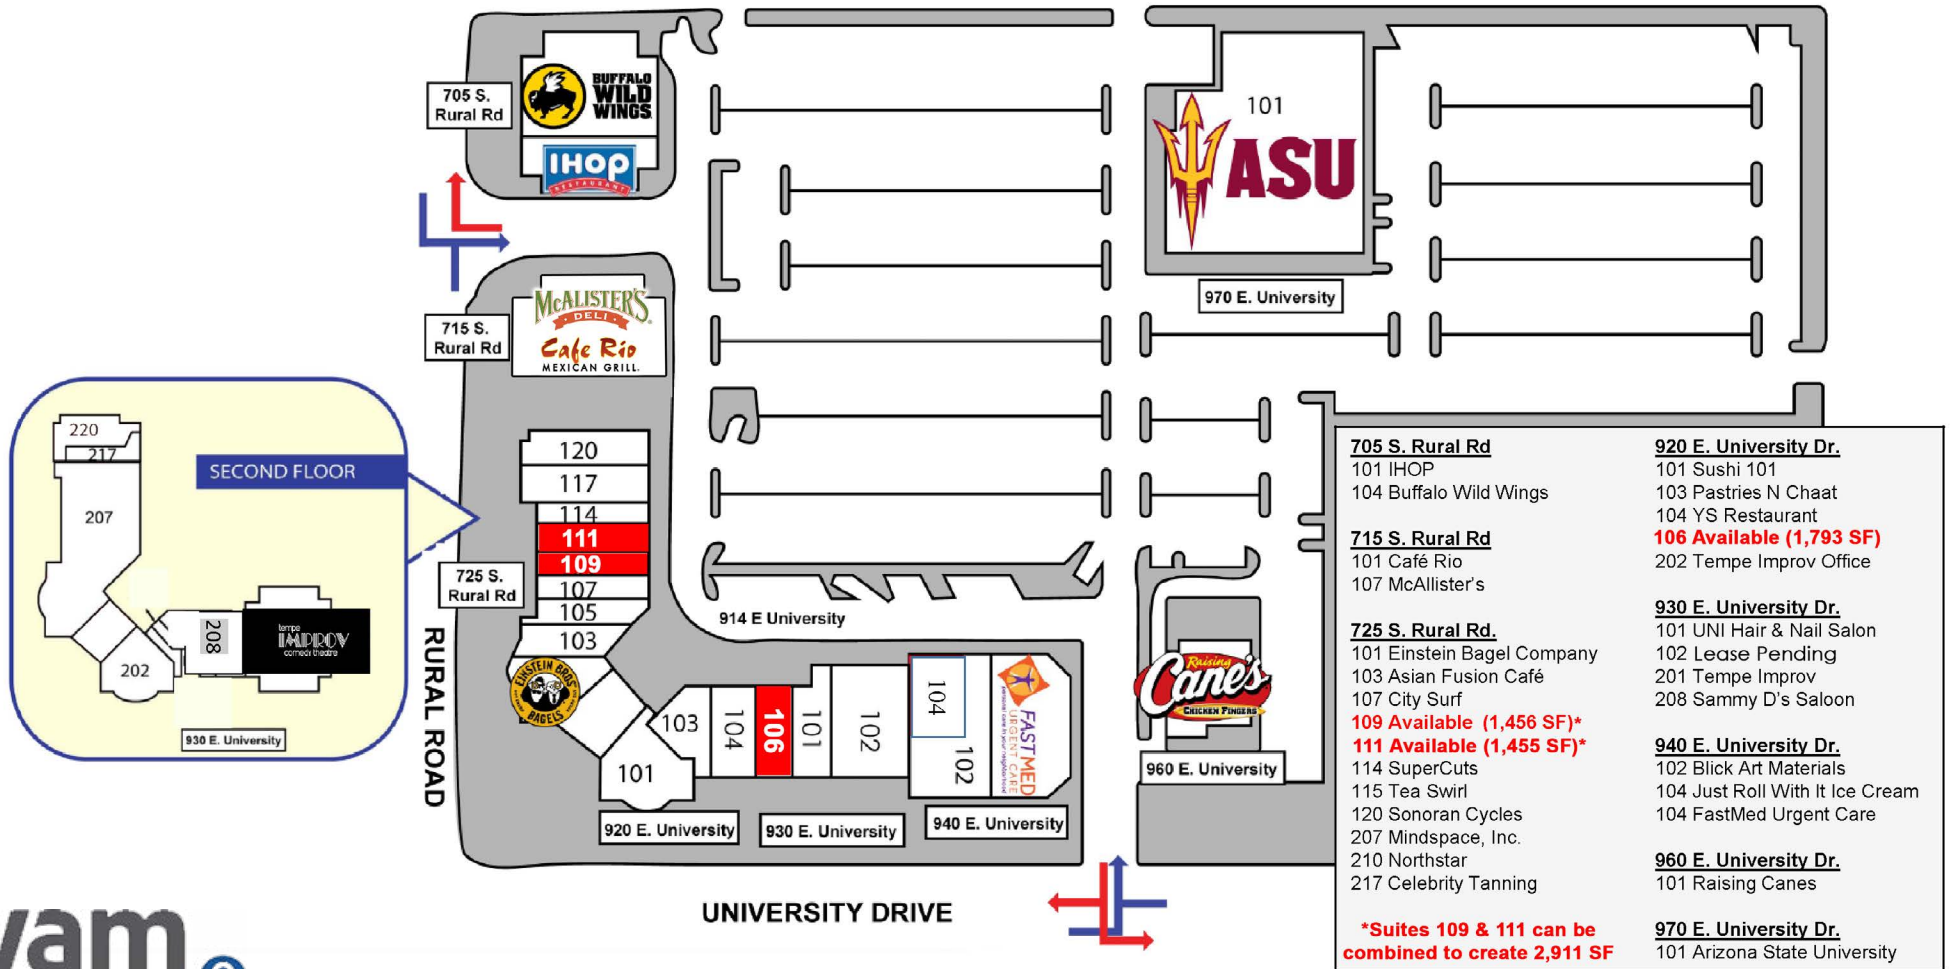 705 S.
Rural Rd
BUFFALO
WILD
WINGS
IHOP
RESTAURANT
101
ASU
970 E. University
McALISTER'S
DELI
Cafe Rio
MEXICAN GRILL
715 S.
Rural Rd
SECOND FLOOR
220
217
207
202
208
tempe
IMPROV
comedy theatre
930 E. University
120
117
114
111
109
107
105
103
725 S.
Rural Rd
EINSTEIN BROS
BAGELS
RURAL ROAD
914 E University
101
103
104
106
101
102
104
102
FASTMED
URGENT CARE
920 E. University
930 E. University
940 E. University
Raising
Cane's
CHICKEN FINGERS
960 E. University
UNIVERSITY DRIVE
705 S. Rural Rd
101 IHOP
104 Buffalo Wild Wings
715 S. Rural Rd
101 Café Rio
107 McAllister's
725 S. Rural Rd.
101 Einstein Bagel Company
103 Asian Fusion Café
107 City Surf
109 Available (1,456 SF)*
111 Available (1,455 SF)*
114 SuperCuts
115 Tea Swirl
120 Sonoran Cycles
207 Mindspace, Inc.
210 Northstar
217 Celebrity Tanning
*Suites 109 & 111 can be
combined to create 2,911 SF
920 E. University Dr.
101 Sushi 101
103 Pastries N Chaat
104 YS Restaurant
106 Available (1,793 SF)
202 Tempe Improv Office
930 E. University Dr.
101 UNI Hair & Nail Salon
102 Lease Pending
201 Tempe Improv
208 Sammy D's Saloon
940 E. University Dr.
102 Blick Art Materials
104 Just Roll With It Ice Cream
104 FastMed Urgent Care
960 E. University Dr.
101 Raising Canes
970 E. University Dr.
101 Arizona State University